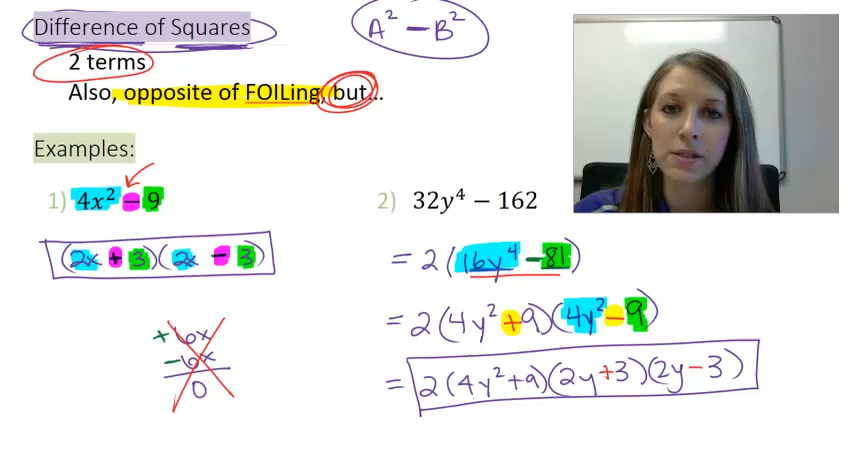 Difference of Squares
A² − B²
2 terms
Also, opposite of FOILing, but...
Examples:
1) 4x² − 9
(2x + 3)(2x − 3)
+6x
−6x
0
2) 32y⁴ − 162
= 2(16y⁴ − 81)
= 2(4y² + 9)(4y² − 9)
= 2(4y² + 9)(2y + 3)(2y − 3)